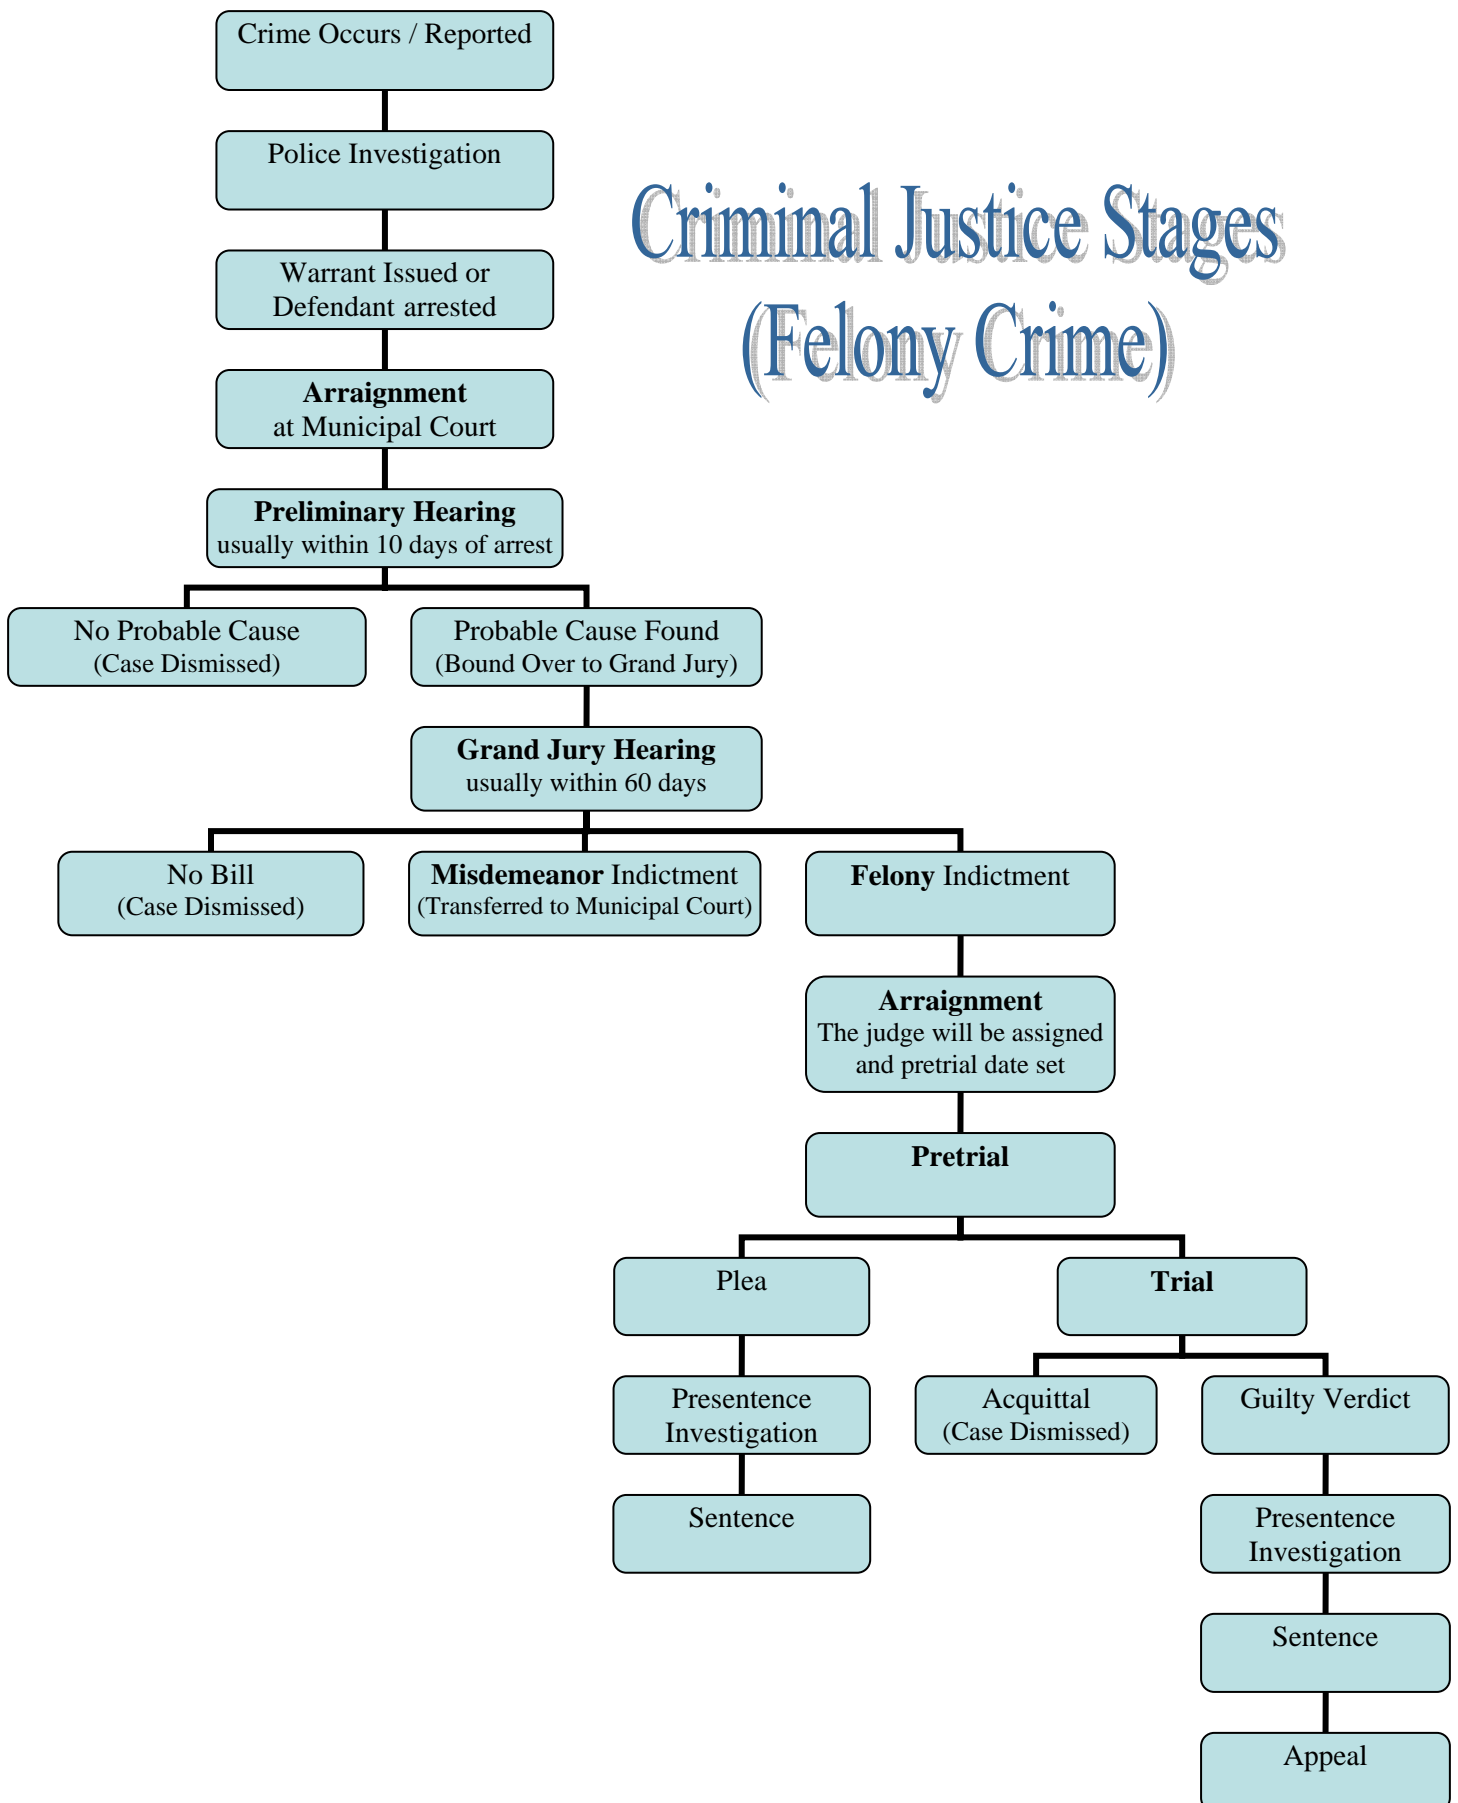 Crime Occurs / Reported
Police Investigation
Criminal Justice Stages
(Felony Crime)
Warrant Issued or
Defendant arrested
Arraignment
at Municipal Court
Preliminary Hearing
usually within 10 days of arrest
No Probable Cause
(Case Dismissed)
Probable Cause Found
(Bound Over to Grand Jury)
Grand Jury Hearing
usually within 60 days
No Bill
(Case Dismissed)
Misdemeanor Indictment
(Transferred to Municipal Court)
Felony Indictment
Arraignment
The judge will be assigned
and pretrial date set
Pretrial
Plea
Trial
Presentence
Investigation
Acquittal
(Case Dismissed)
Guilty Verdict
Sentence
Presentence
Investigation
Sentence
Appeal